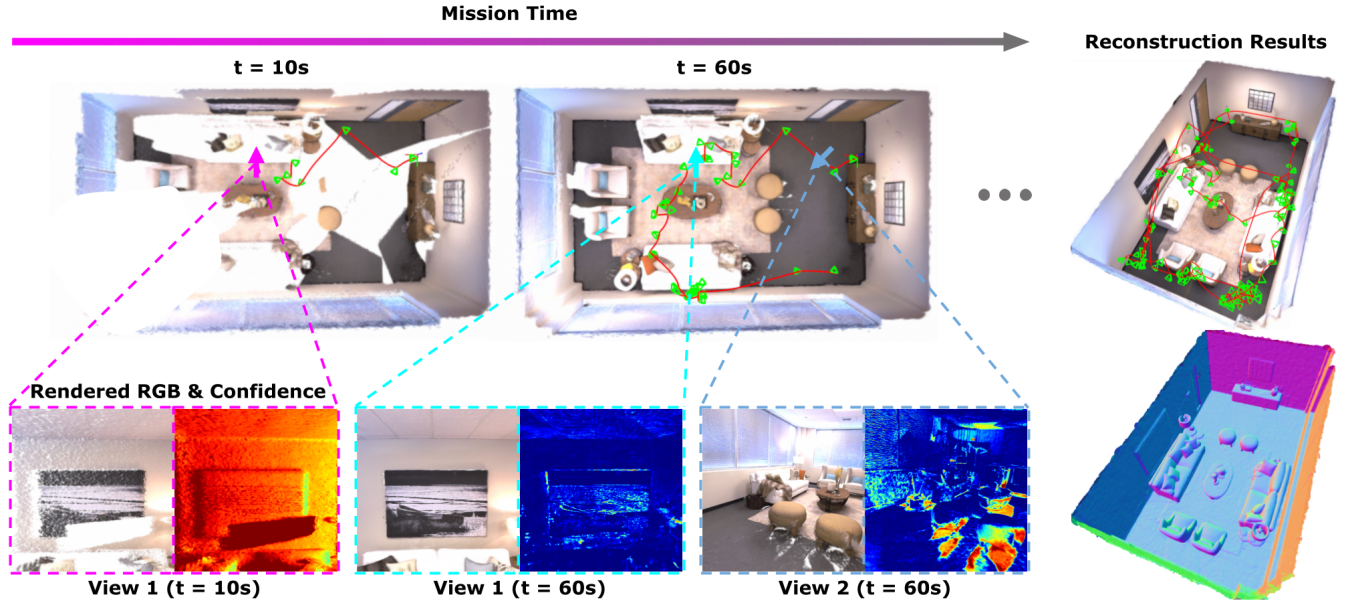 Mission Time
Reconstruction Results
t = 10s
t = 60s
Rendered RGB & Confidence
View 1 (t = 10s)
View 1 (t = 60s)
View 2 (t = 60s)